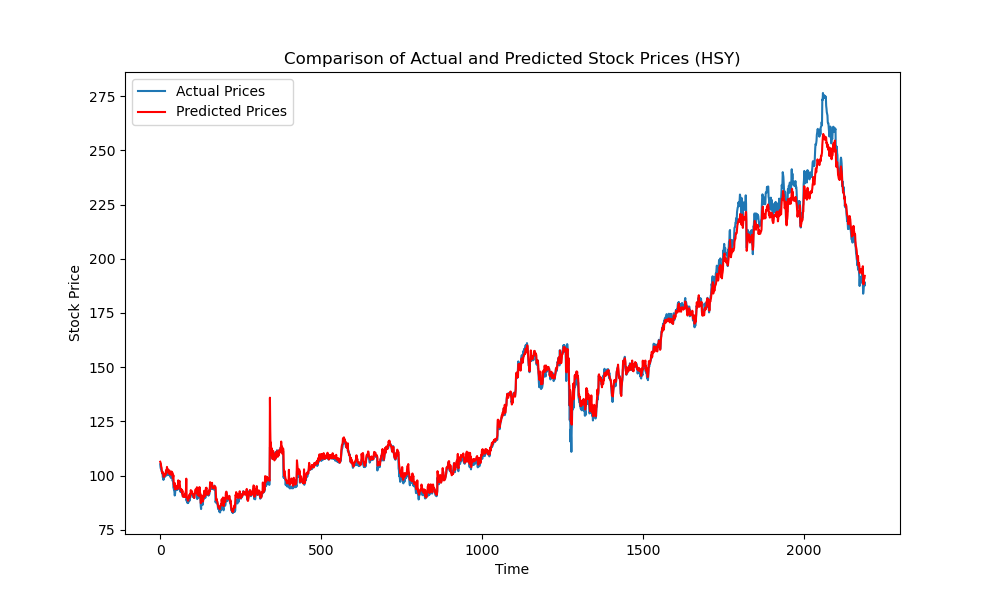 Comparison of Actual and Predicted Stock Prices (HSY)
Actual Prices
Predicted Prices
275
250
225
200
175
150
125
100
75
Stock Price
0 500 1000 1500 2000
Time